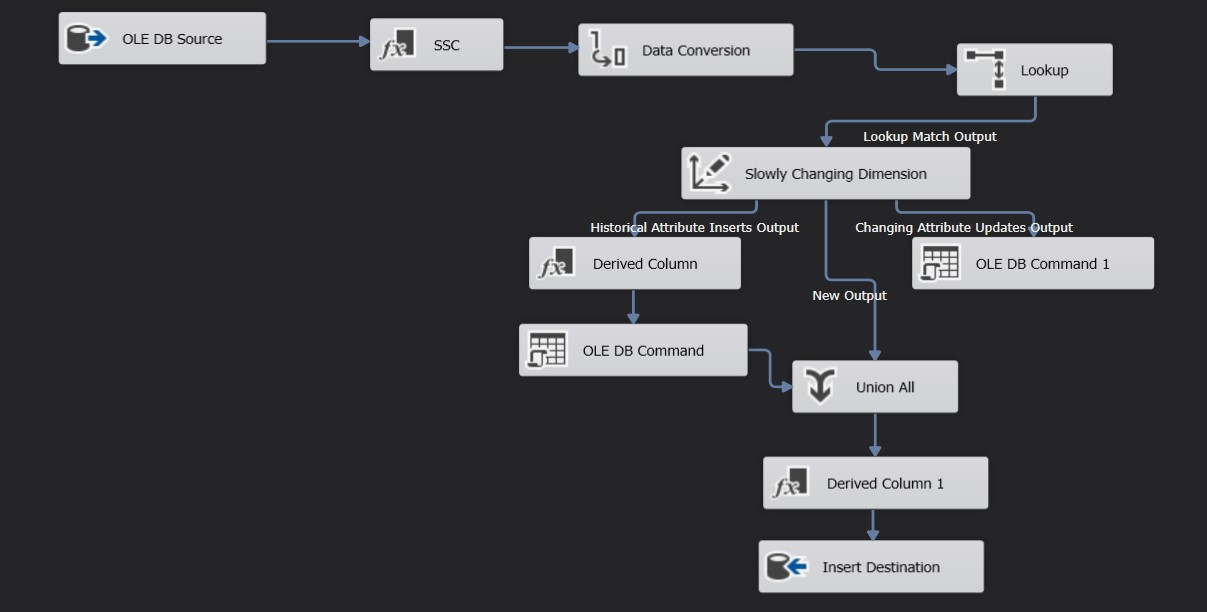 OLE DB Source
SSC
Data Conversion
Lookup
Lookup Match Output
Slowly Changing Dimension
Historical Attribute Inserts Output
Changing Attribute Updates Output
Derived Column
OLE DB Command 1
New Output
OLE DB Command
Union All
Derived Column 1
Insert Destination